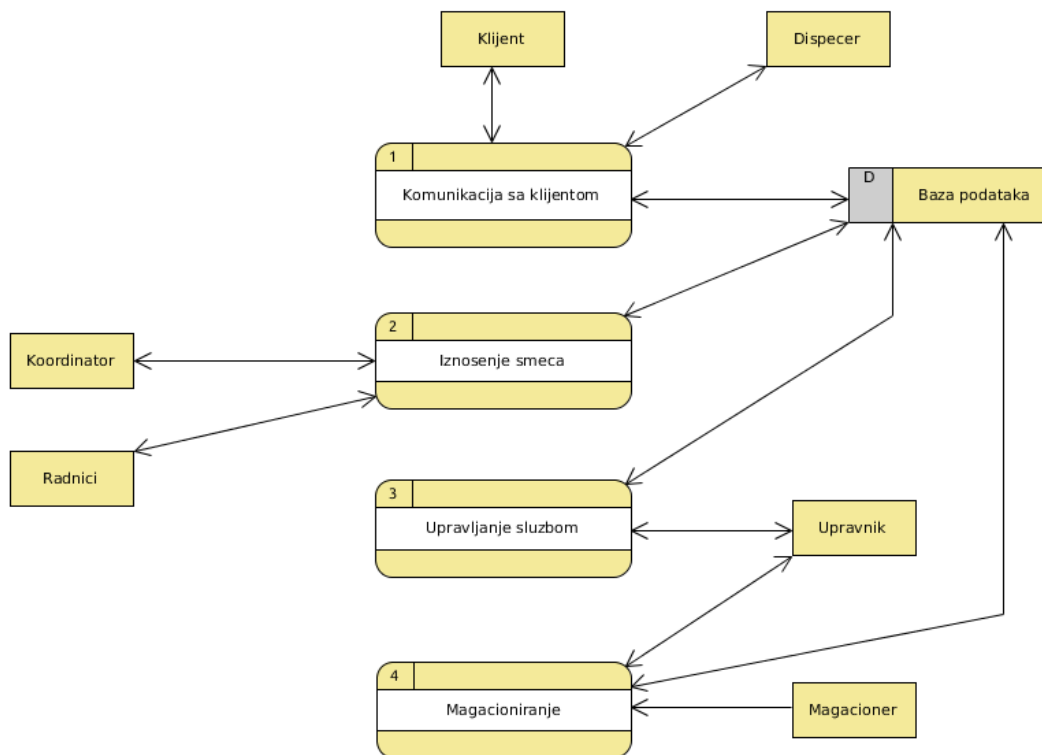 Klijent
Dispecer
1
Komunikacija sa klijentom
D
Baza podataka
2
Iznosenje smeca
Koordinator
Radnici
3
Upravljanje sluzbom
Upravnik
4
Magacioniranje
Magacioner